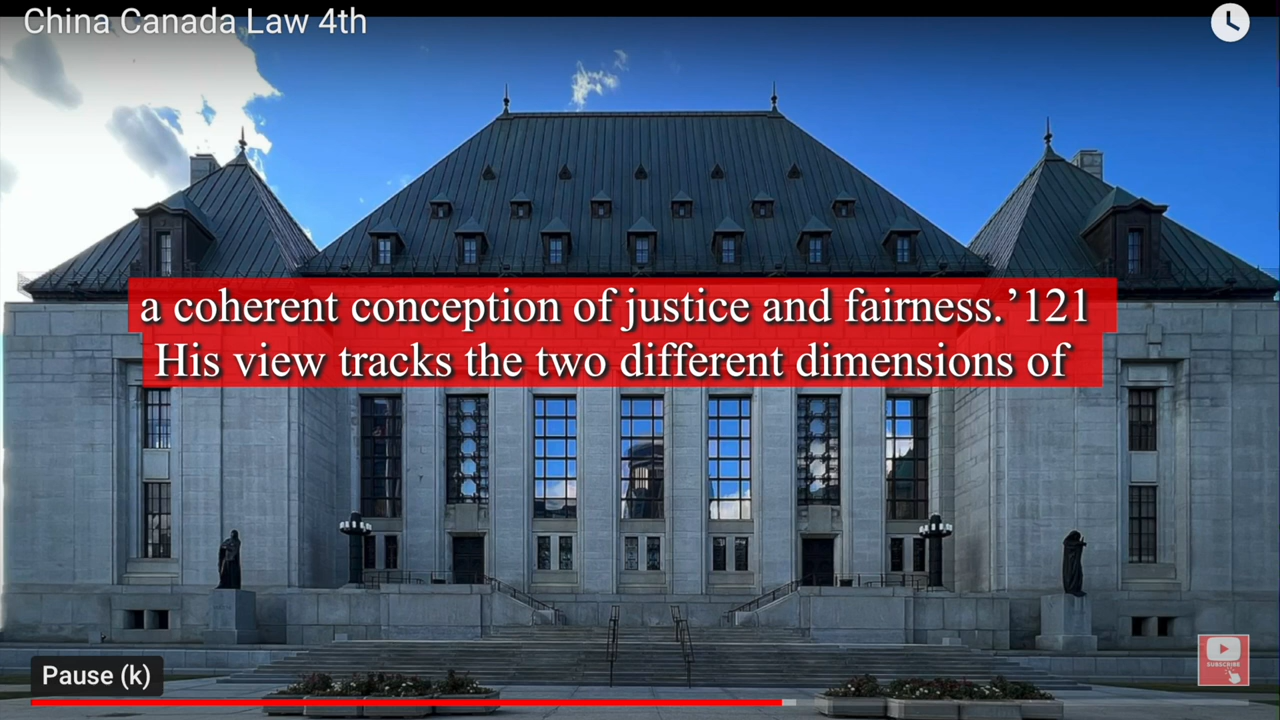 China Canada Law 4th
a coherent conception of justice and fairness.’121
His view tracks the two different dimensions of
SUBSCRIBE
Pause (k)